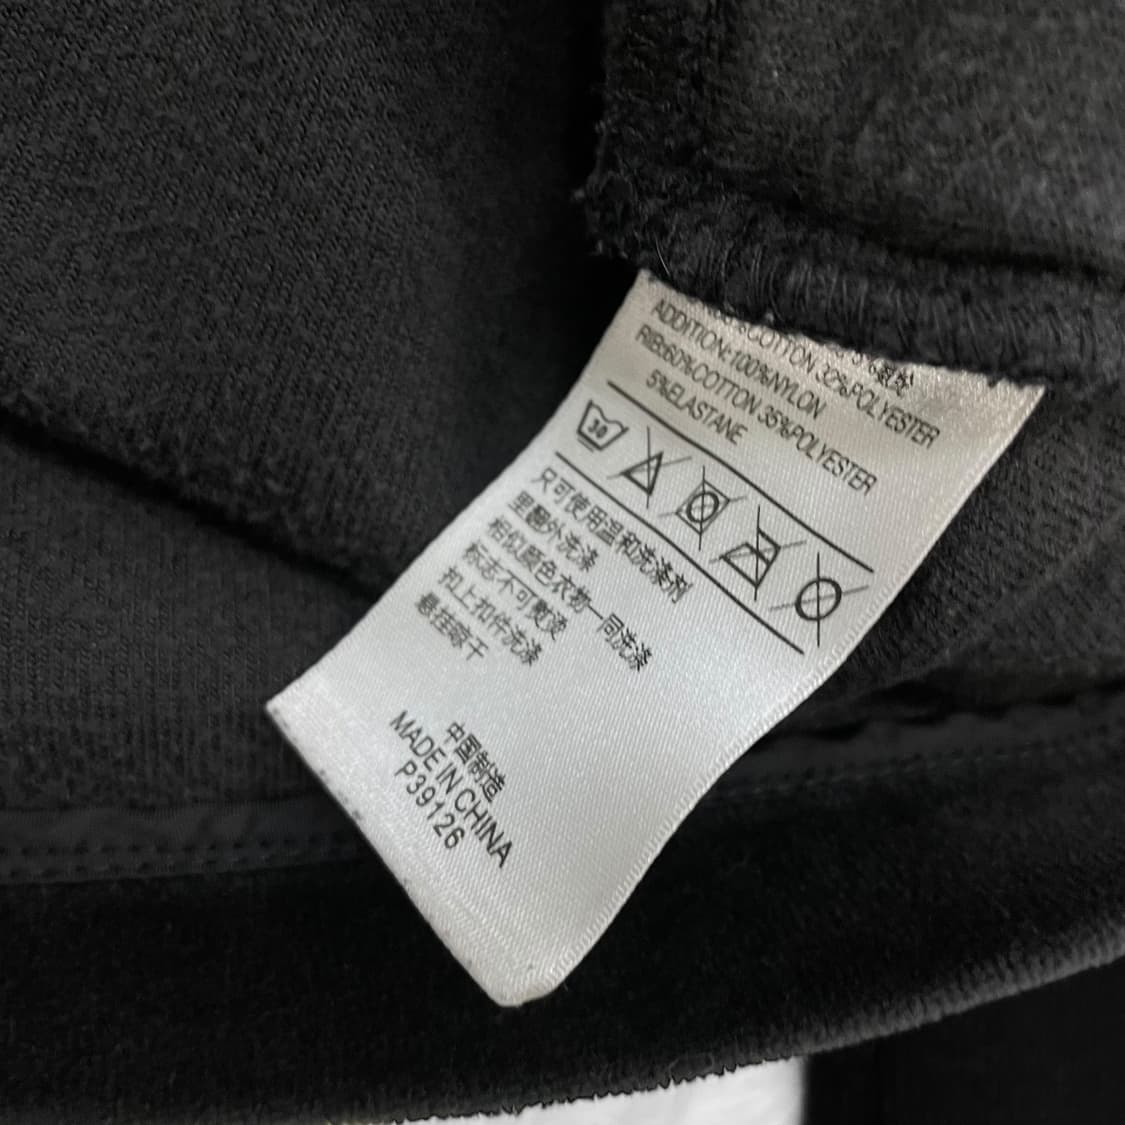 COTTON 32%POLYESTER
ADDITION:100%NYLON
RIB:60%COTTON 35%POLYESTER
5%ELASTANE
30
只可使用温和洗涤剂
里翻外洗涤
相似颜色衣物一同洗涤
标志不可熨烫
扣上扣件洗涤
悬挂晾干
中国制造
MADE IN CHINA
P39126